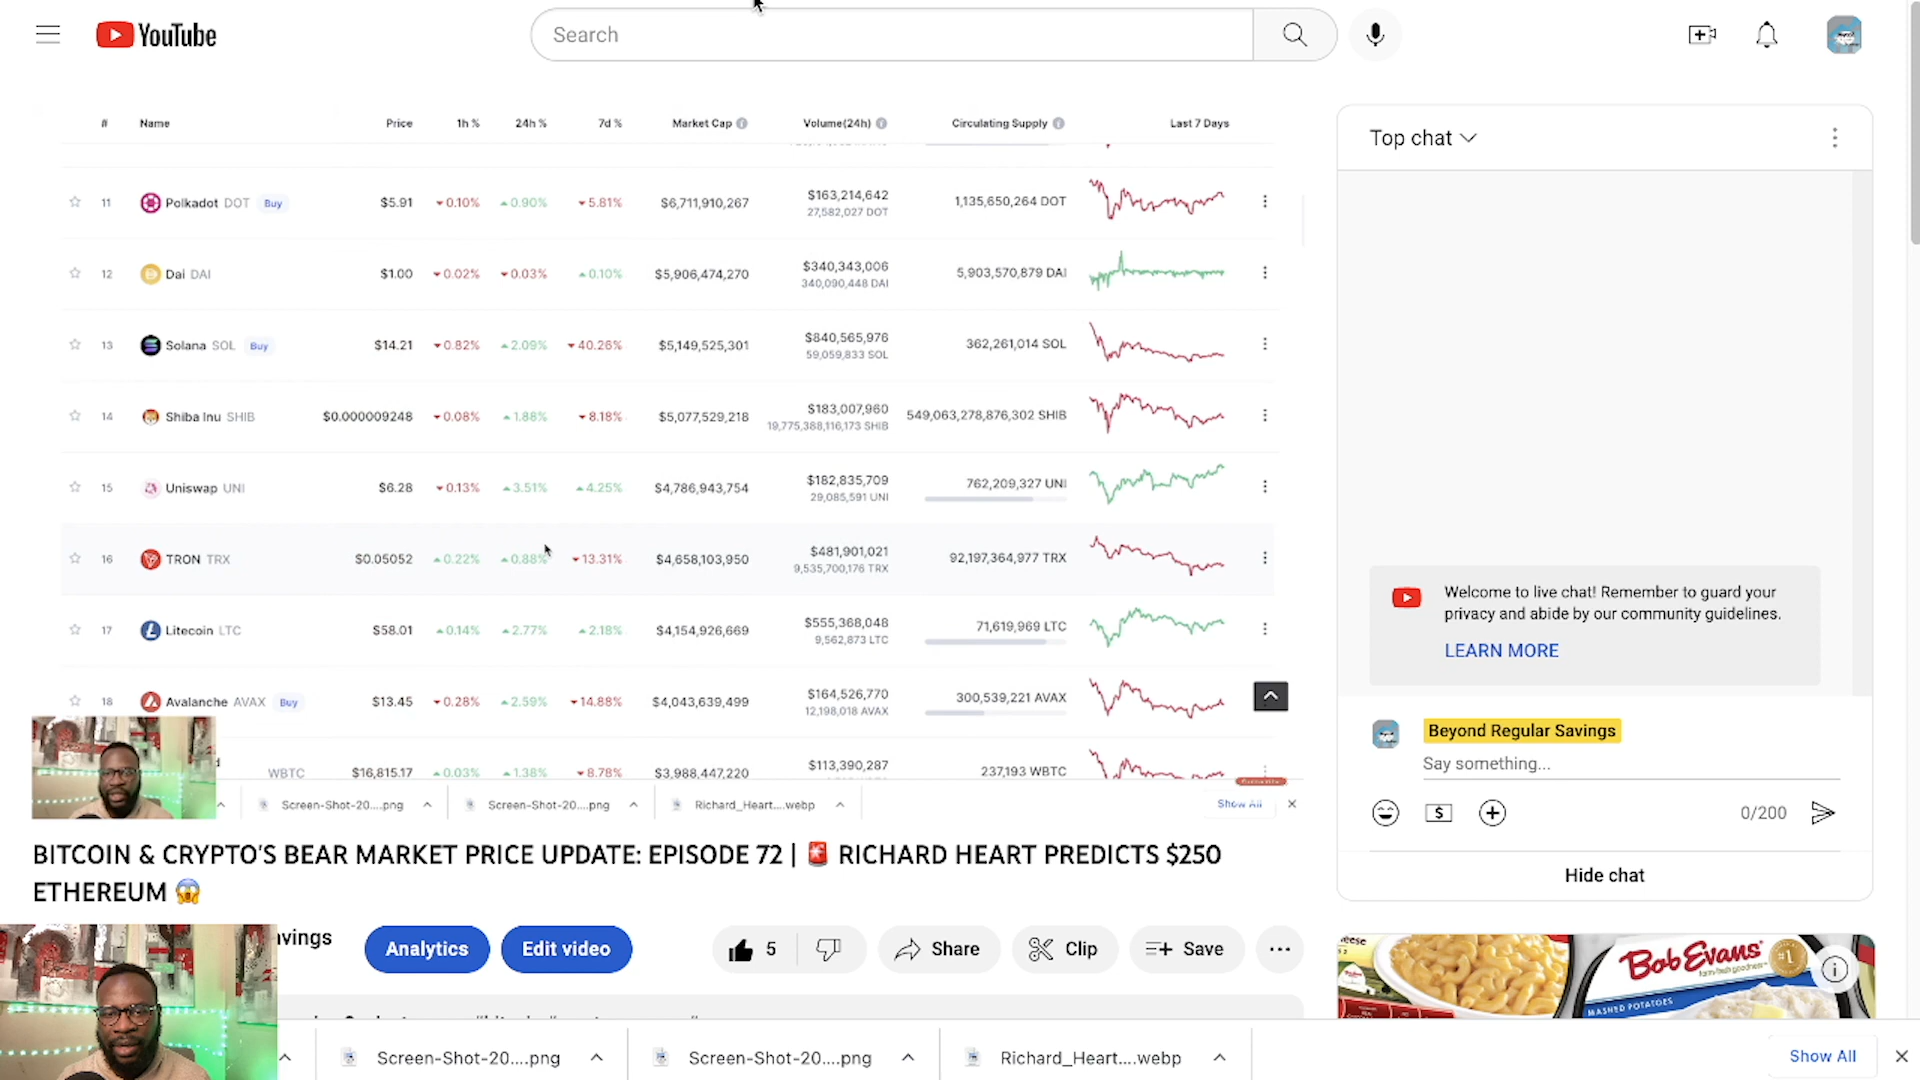 YouTube
Search
# Name Price 1h % 24h % 7d % Market Cap Volume(24h) Circulating Supply Last 7 Days
11 Polkadot DOT Buy $5.91 0.10% 0.90% 5.81% $6,711,910,267 $163,214,642 1,135,650,264 DOT
27,582,027 DOT
12 Dai DAI $1.00 0.02% 0.03% 0.10% $5,906,474,270 $340,343,006 5,903,570,879 DAI
340,090,448 DAI
13 Solana SOL Buy $14.21 0.82% 2.09% 40.26% $5,149,525,301 $840,565,976 362,261,014 SOL
59,059,833 SOL
14 Shiba Inu SHIB $0.000009248 0.08% 1.88% 8.18% $5,077,529,218 $183,007,960 549,063,278,876,302 SHIB
19,775,388,116,173 SHIB
15 Uniswap UNI $6.28 0.13% 3.51% 4.25% $4,786,943,754 $182,835,709 762,209,327 UNI
29,085,591 UNI
16 TRON TRX $0.05052 0.22% 0.88% 13.31% $4,658,103,950 $481,901,021 92,197,364,977 TRX
9,535,700,176 TRX
17 Litecoin LTC $58.01 0.14% 2.77% 2.18% $4,154,926,669 $555,368,048 71,619,969 LTC
9,562,873 LTC
18 Avalanche AVAX Buy $13.45 0.28% 2.59% 14.88% $4,043,639,499 $164,526,770 300,539,221 AVAX
12,198,018 AVAX
WBTC $16,815.17 0.03% 1.38% 8.78% $3,988,447,220 $113,390,287 237,193 WBTC
Screen-Shot-20....png Screen-Shot-20....png Richard_Heart....webp Show All
BITCOIN & CRYPTO'S BEAR MARKET PRICE UPDATE: EPISODE 72 | 🚨 RICHARD HEART PREDICTS $250
ETHEREUM 😱
avings Analytics Edit video 5 Share Clip Save
Top chat
Welcome to live chat! Remember to guard your
privacy and abide by our community guidelines.
LEARN MORE
Beyond Regular Savings
Say something...
0/200
Hide chat
Bob Evans
farm-fresh goodness
#1
MASHED POTATOES
Screen-Shot-20....png Screen-Shot-20....png Richard_Heart....webp Show All